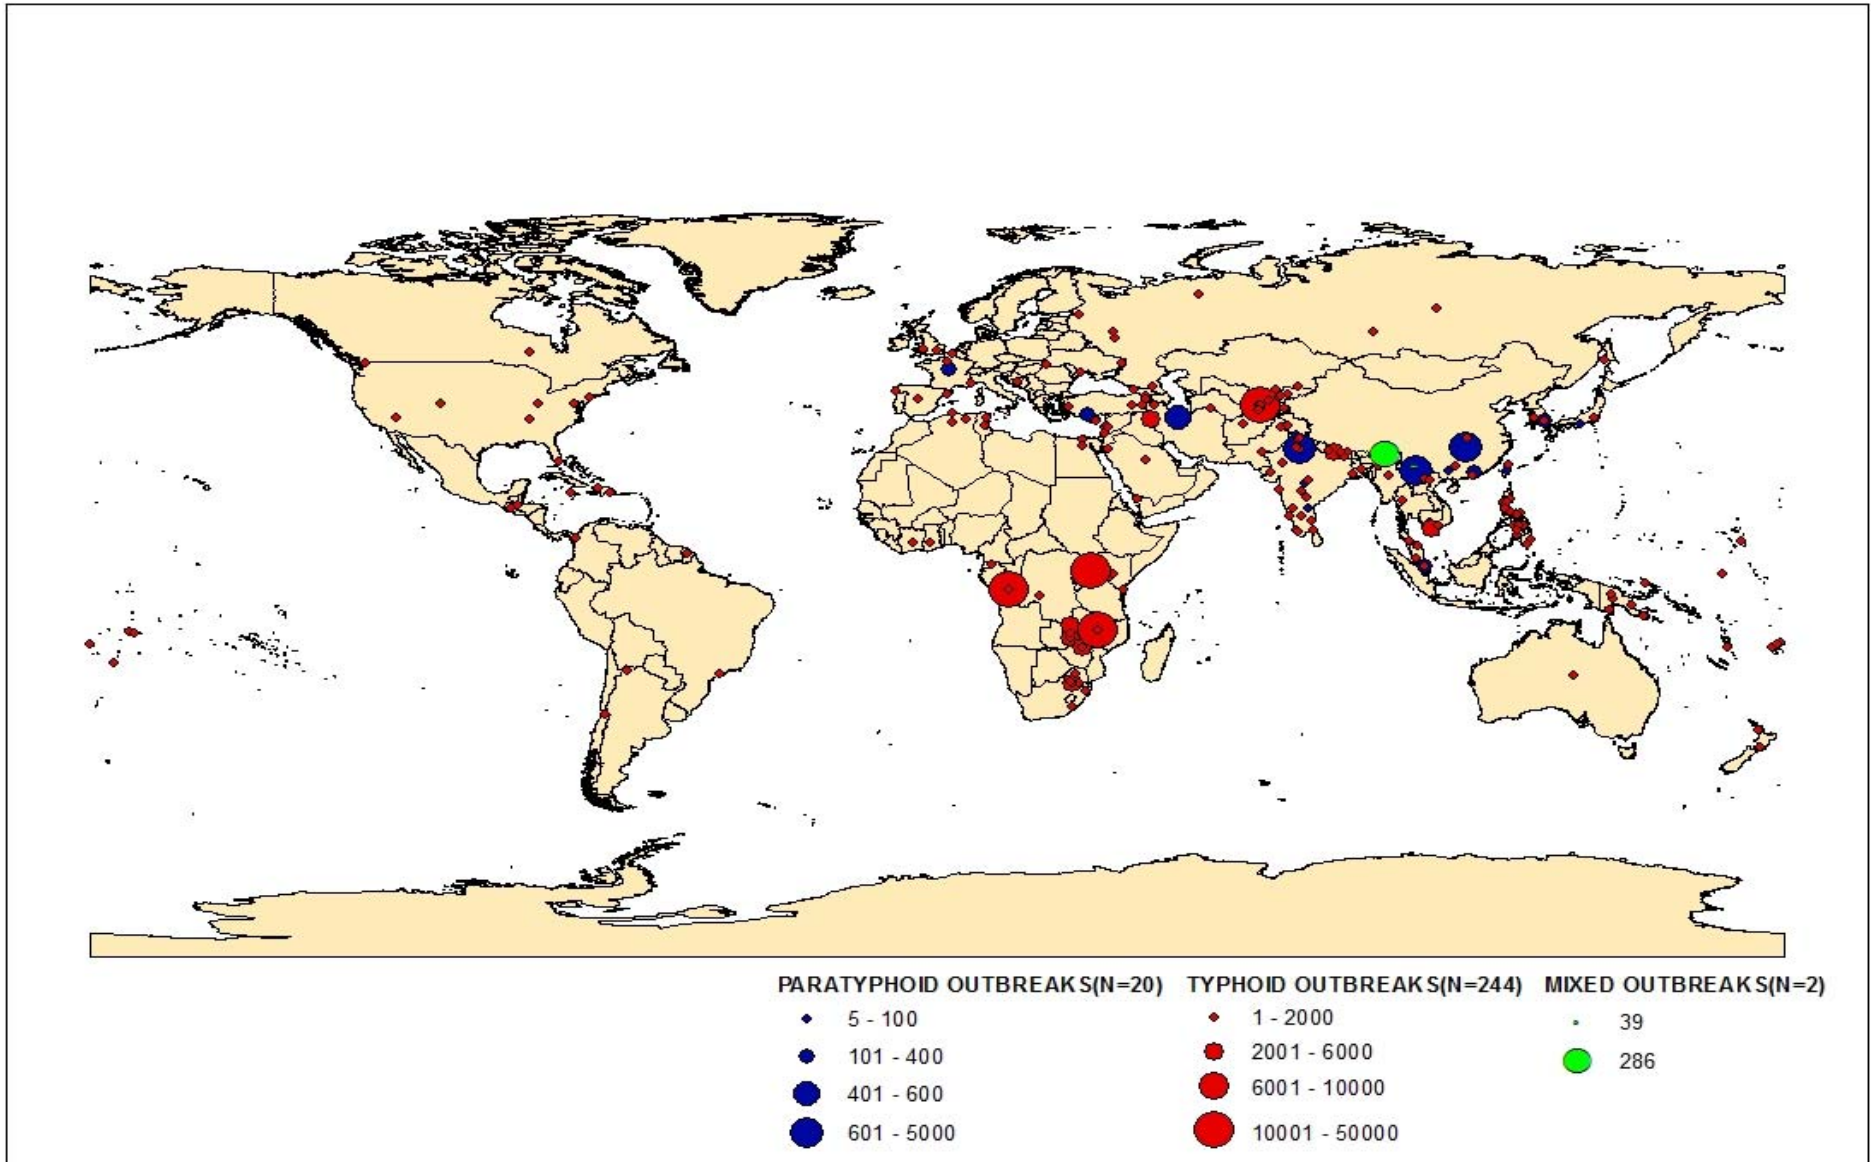 PARATYPHOID OUTBREAKS(N=20)
5 - 100
101 - 400
401 - 600
601 - 5000
TYPHOID OUTBREAKS(N=244)
1 - 2000
2001 - 6000
6001 - 10000
10001 - 50000
MIXED OUTBREAKS(N=2)
39
286